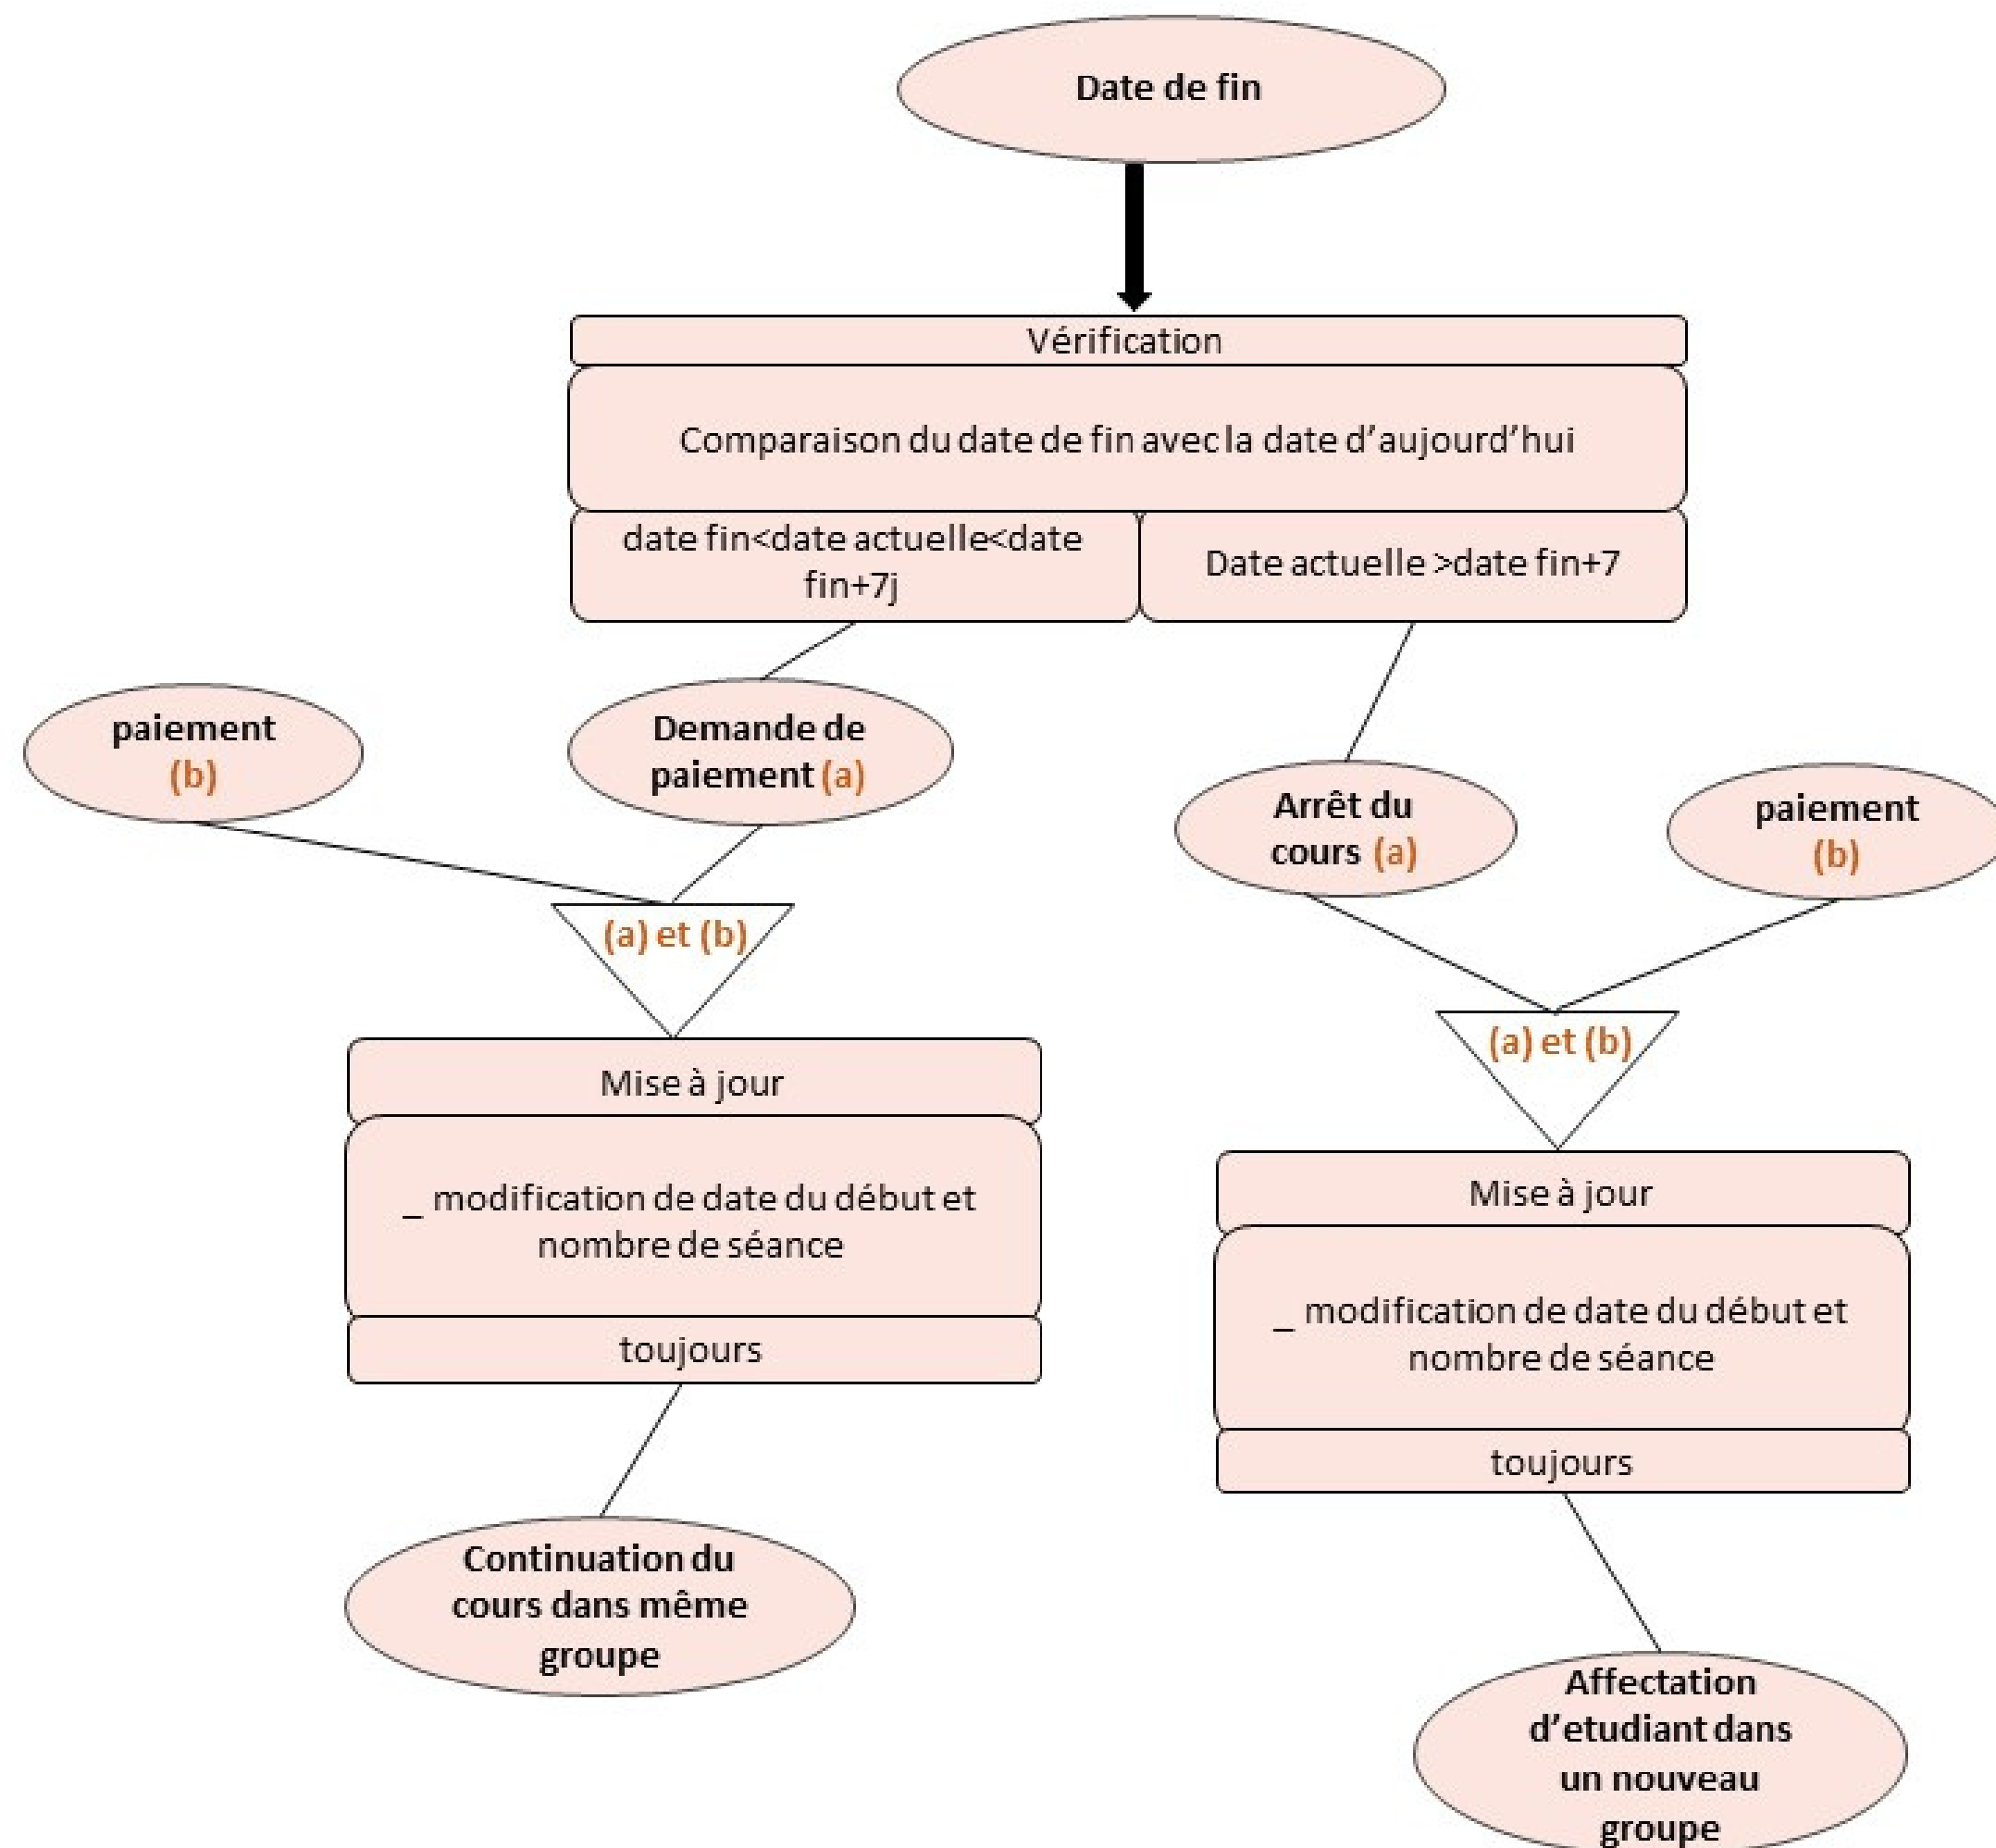 Date de fin
Vérification
Comparaison du date de fin avec la date d’aujourd’hui
date fin<date actuelle<date
fin+7j
Date actuelle >date fin+7
paiement
(b)
Demande de
paiement (a)
Arrêt du
cours (a)
paiement
(b)
(a) et (b)
(a) et (b)
Mise à jour
_ modification de date du début et
nombre de séance
toujours
Mise à jour
_ modification de date du début et
nombre de séance
toujours
Continuation du
cours dans même
groupe
Affectation
d’etudiant dans
un nouveau
groupe